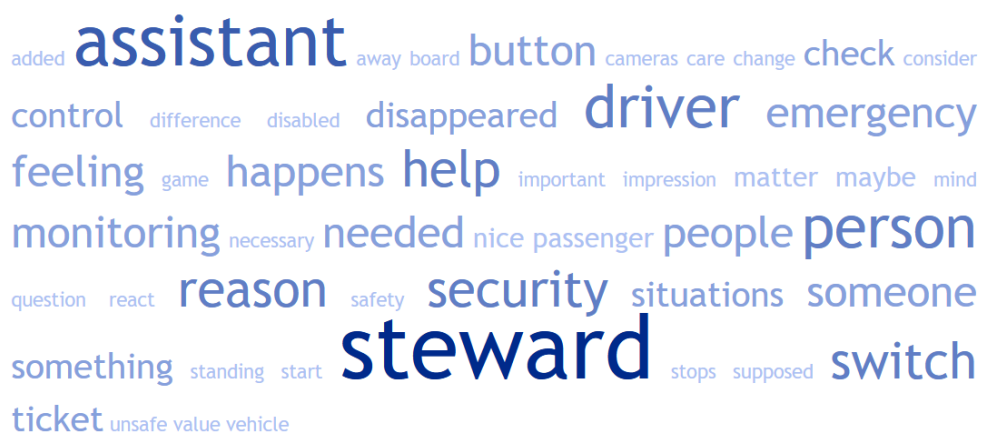 added assistant away board button cameras care change check consider
control difference disabled disappeared driver emergency
feeling game happens help important impression matter maybe mind
monitoring necessary needed nice passenger people person
question react reason safety security situations someone
something standing start steward stops supposed switch
ticket unsafe value vehicle